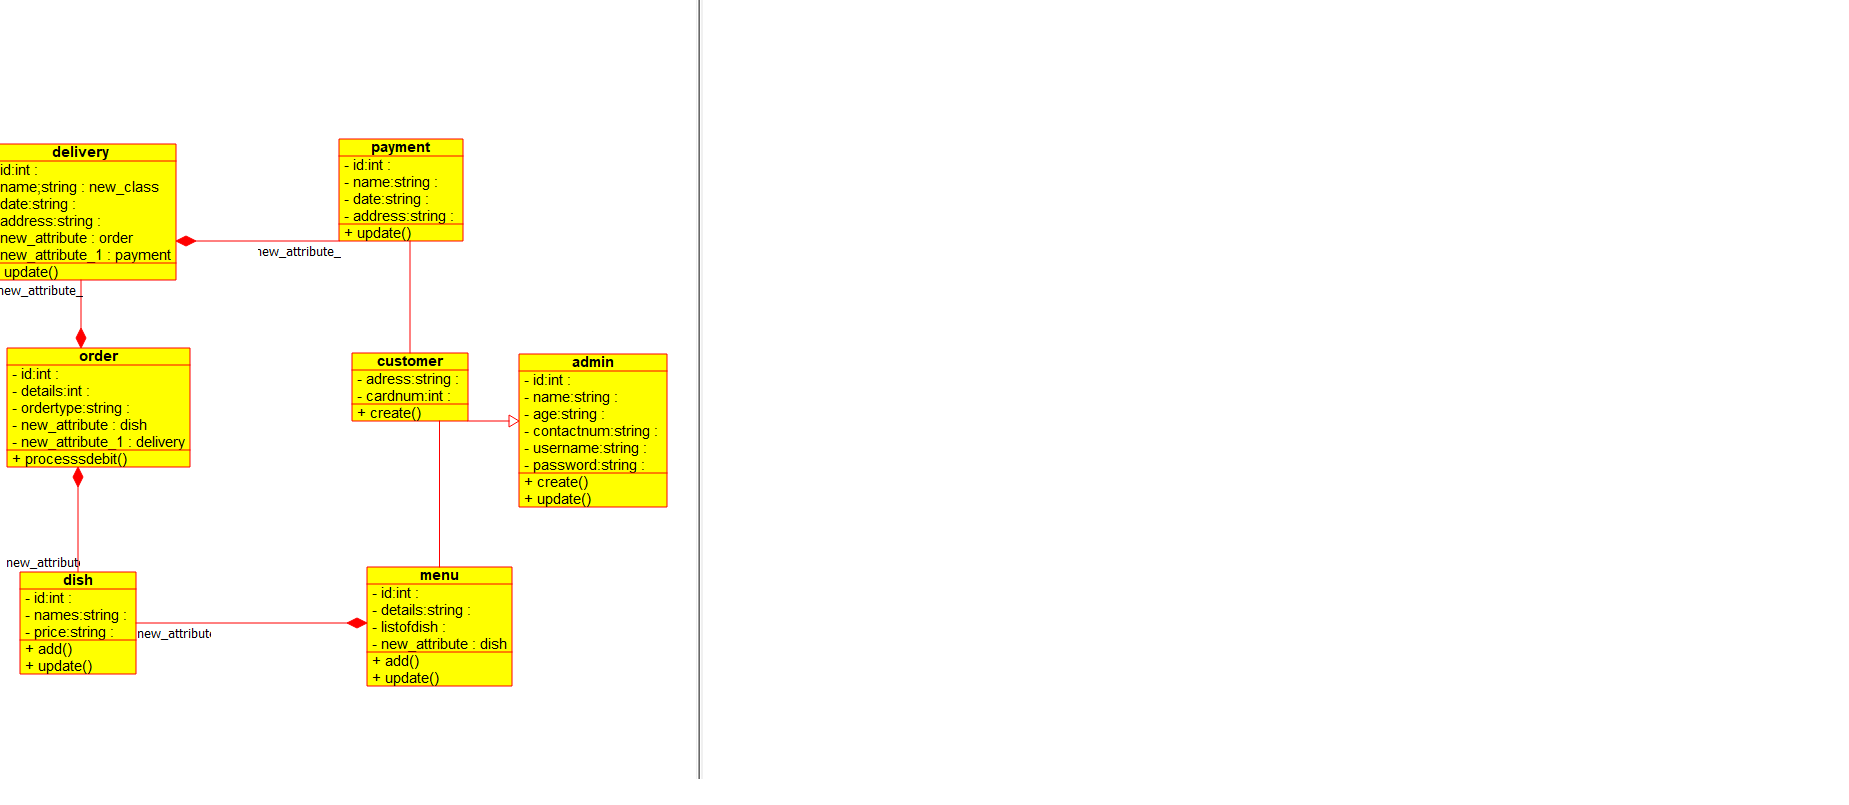 delivery
id:int :
name;string : new_class
date:string :
address:string :
new_attribute : order
new_attribute_1 : payment
update()
new_attribute_
payment
- id:int :
- name:string :
- date:string :
- address:string :
+ update()
new_attribute_
order
- id:int :
- details:int :
- ordertype:string :
- new_attribute : dish
- new_attribute_1 : delivery
+ processsdebit()
customer
- adress:string :
- cardnum:int :
+ create()
admin
- id:int :
- name:string :
- age:string :
- contactnum:string :
- username:string :
- password:string :
+ create()
+ update()
new_attribut
dish
- id:int :
- names:string :
- price:string :
+ add()
+ update()
new_attribut
menu
- id:int :
- details:string :
- listofdish :
- new_attribute : dish
+ add()
+ update()